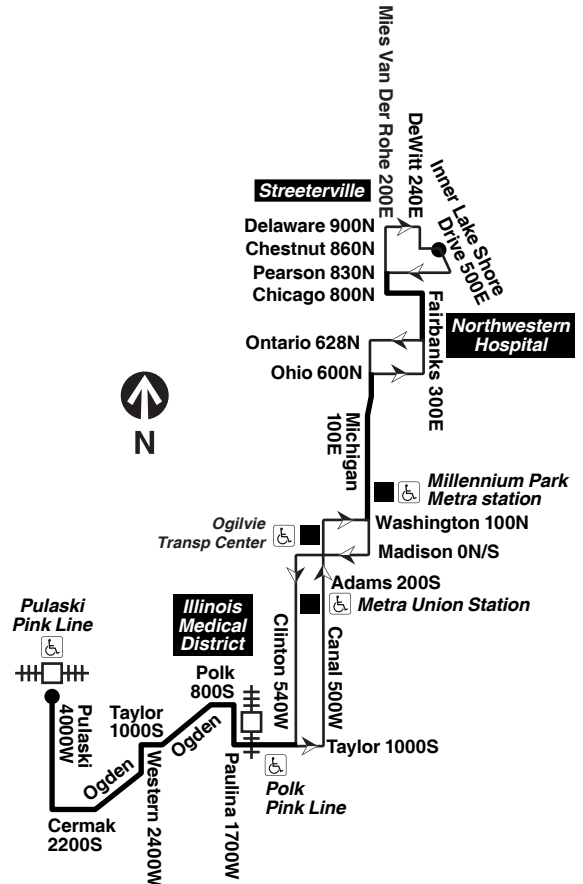 Mies Van Der Rohe 200E
DeWitt 240E
Inner Lake Shore
Drive 500E
Streeterville
Delaware 900N
Chestnut 860N
Pearson 830N
Chicago 800N
Fairbanks 300E
Northwestern
Hospital
Ontario 628N
Ohio 600N
N
Michigan
100E
Millennium Park
Metra station
Ogilvie
Transp Center
Washington 100N
Madison 0N/S
Adams 200S
Metra Union Station
Pulaski
Pink Line
Illinois
Medical
District
Clinton 540W
Canal 500W
Polk
800S
Pulaski
4000W
Taylor
1000S
Ogden
Ogden
Western 2400W
Paulina 1700W
Taylor 1000S
Polk
Pink Line
Cermak
2200S